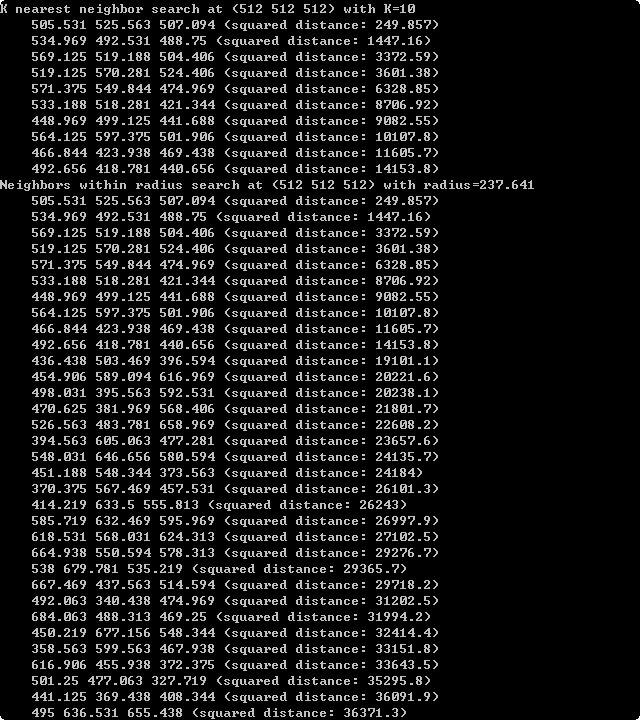 K nearest neighbor search at (512 512 512) with K=10
505.531 525.563 507.094 (squared distance: 249.857)
534.969 492.531 488.75 (squared distance: 1447.16)
569.125 519.188 504.406 (squared distance: 3372.59)
519.125 570.281 524.406 (squared distance: 3601.38)
571.375 549.844 474.969 (squared distance: 6328.85)
533.188 518.281 421.344 (squared distance: 8706.92)
448.969 499.125 441.688 (squared distance: 9082.55)
564.125 597.375 501.906 (squared distance: 10107.8)
466.844 423.938 469.438 (squared distance: 11605.7)
492.656 418.781 440.656 (squared distance: 14153.8)
Neighbors within radius search at (512 512 512) with radius=237.641
505.531 525.563 507.094 (squared distance: 249.857)
534.969 492.531 488.75 (squared distance: 1447.16)
569.125 519.188 504.406 (squared distance: 3372.59)
519.125 570.281 524.406 (squared distance: 3601.38)
571.375 549.844 474.969 (squared distance: 6328.85)
533.188 518.281 421.344 (squared distance: 8706.92)
448.969 499.125 441.688 (squared distance: 9082.55)
564.125 597.375 501.906 (squared distance: 10107.8)
466.844 423.938 469.438 (squared distance: 11605.7)
492.656 418.781 440.656 (squared distance: 14153.8)
436.438 503.469 396.594 (squared distance: 19101.1)
454.906 589.094 616.969 (squared distance: 20221.6)
498.031 395.563 592.531 (squared distance: 20238.1)
470.625 381.969 568.406 (squared distance: 21801.7)
526.563 483.781 658.969 (squared distance: 22608.2)
394.563 605.063 477.281 (squared distance: 23657.6)
548.031 646.656 580.594 (squared distance: 24135.7)
451.188 548.344 373.563 (squared distance: 24184)
370.375 567.469 457.531 (squared distance: 26101.3)
414.219 633.5 555.813 (squared distance: 26243)
585.719 632.469 595.969 (squared distance: 26997.9)
618.531 568.031 624.313 (squared distance: 27102.5)
664.938 550.594 578.313 (squared distance: 29276.7)
538 679.781 535.219 (squared distance: 29365.7)
667.469 437.563 514.594 (squared distance: 29718.2)
492.063 340.438 474.969 (squared distance: 31202.5)
684.063 488.313 469.25 (squared distance: 31994.2)
450.219 677.156 548.344 (squared distance: 32414.4)
358.563 599.563 467.938 (squared distance: 33151.8)
616.906 455.938 372.375 (squared distance: 33643.5)
501.25 477.063 327.719 (squared distance: 35295.8)
441.125 369.438 408.344 (squared distance: 36091.9)
495 636.531 655.438 (squared distance: 36371.3)